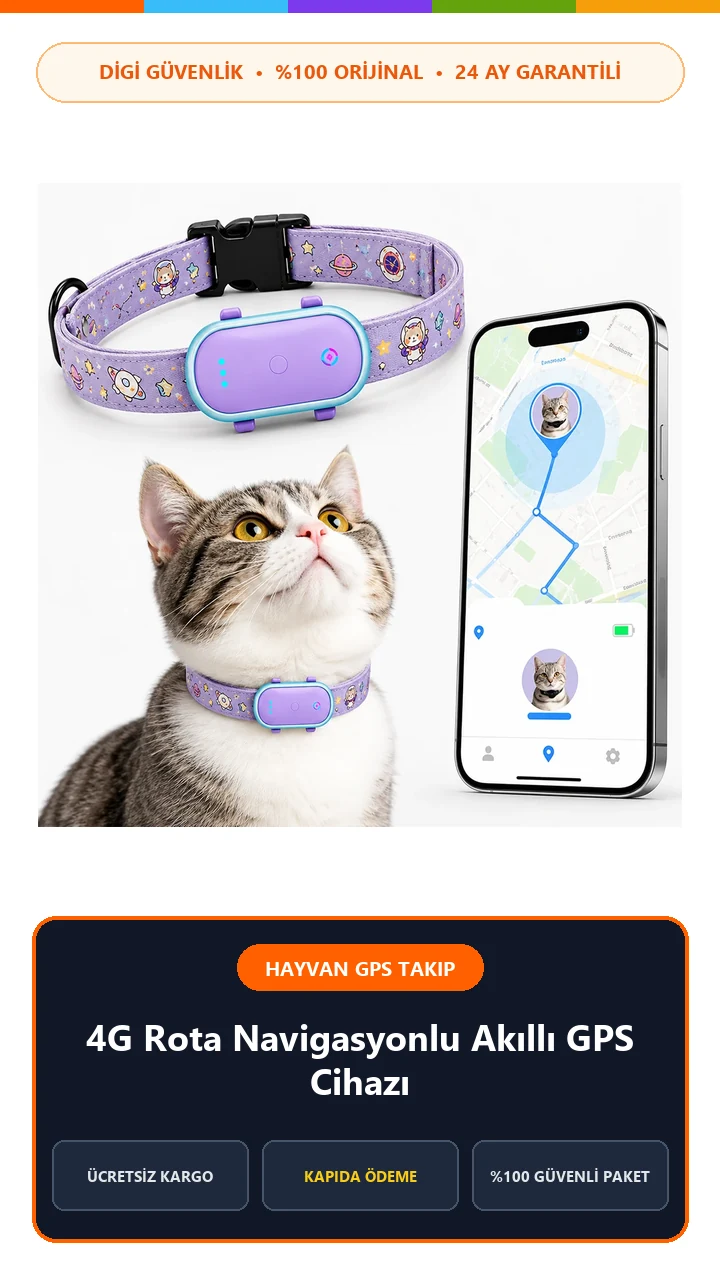 DİGİ GÜVENLİK • %100 ORİJİNAL • 24 AY GARANTİLİ
HAYVAN GPS TAKIP
4G Rota Navigasyonlu Akıllı GPS
Cihazı
ÜCRETSİZ KARGO
KAPIDA ÖDEME
%100 GÜVENLİ PAKET